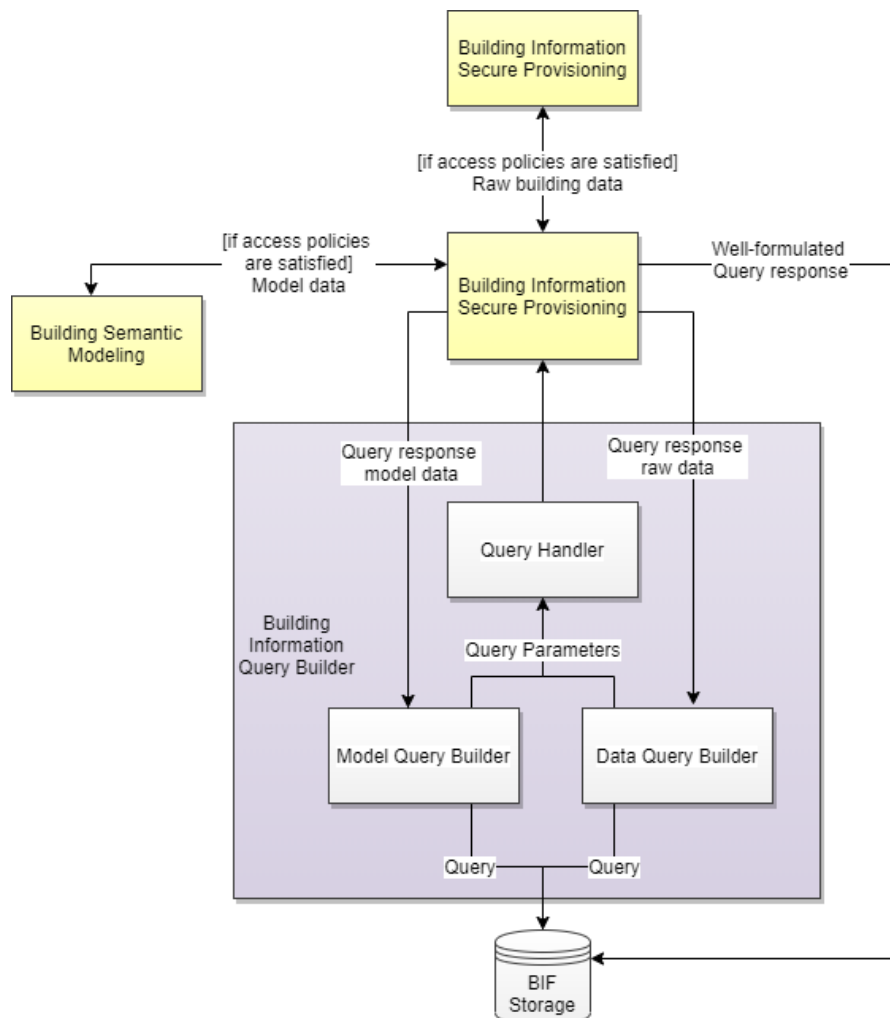 Building Information
Secure Provisioning
[if access policies are satisfied]
Raw building data
[if access policies
are satisfied]
Model data
Well-formulated
Query response
Building Information
Secure Provisioning
Building Semantic
Modeling
Query response
model data
Query response
raw data
Query Handler
Building
Information
Query Builder
Query Parameters
Model Query Builder
Data Query Builder
Query
Query
BIF
Storage